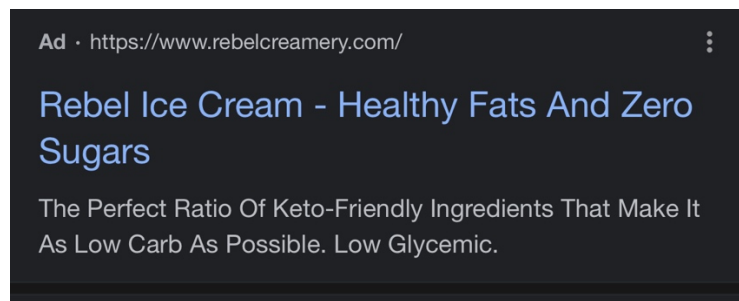 Ad · https://www.rebelcreamery.com/
Rebel Ice Cream - Healthy Fats And Zero
Sugars
The Perfect Ratio Of Keto-Friendly Ingredients That Make It
As Low Carb As Possible. Low Glycemic.